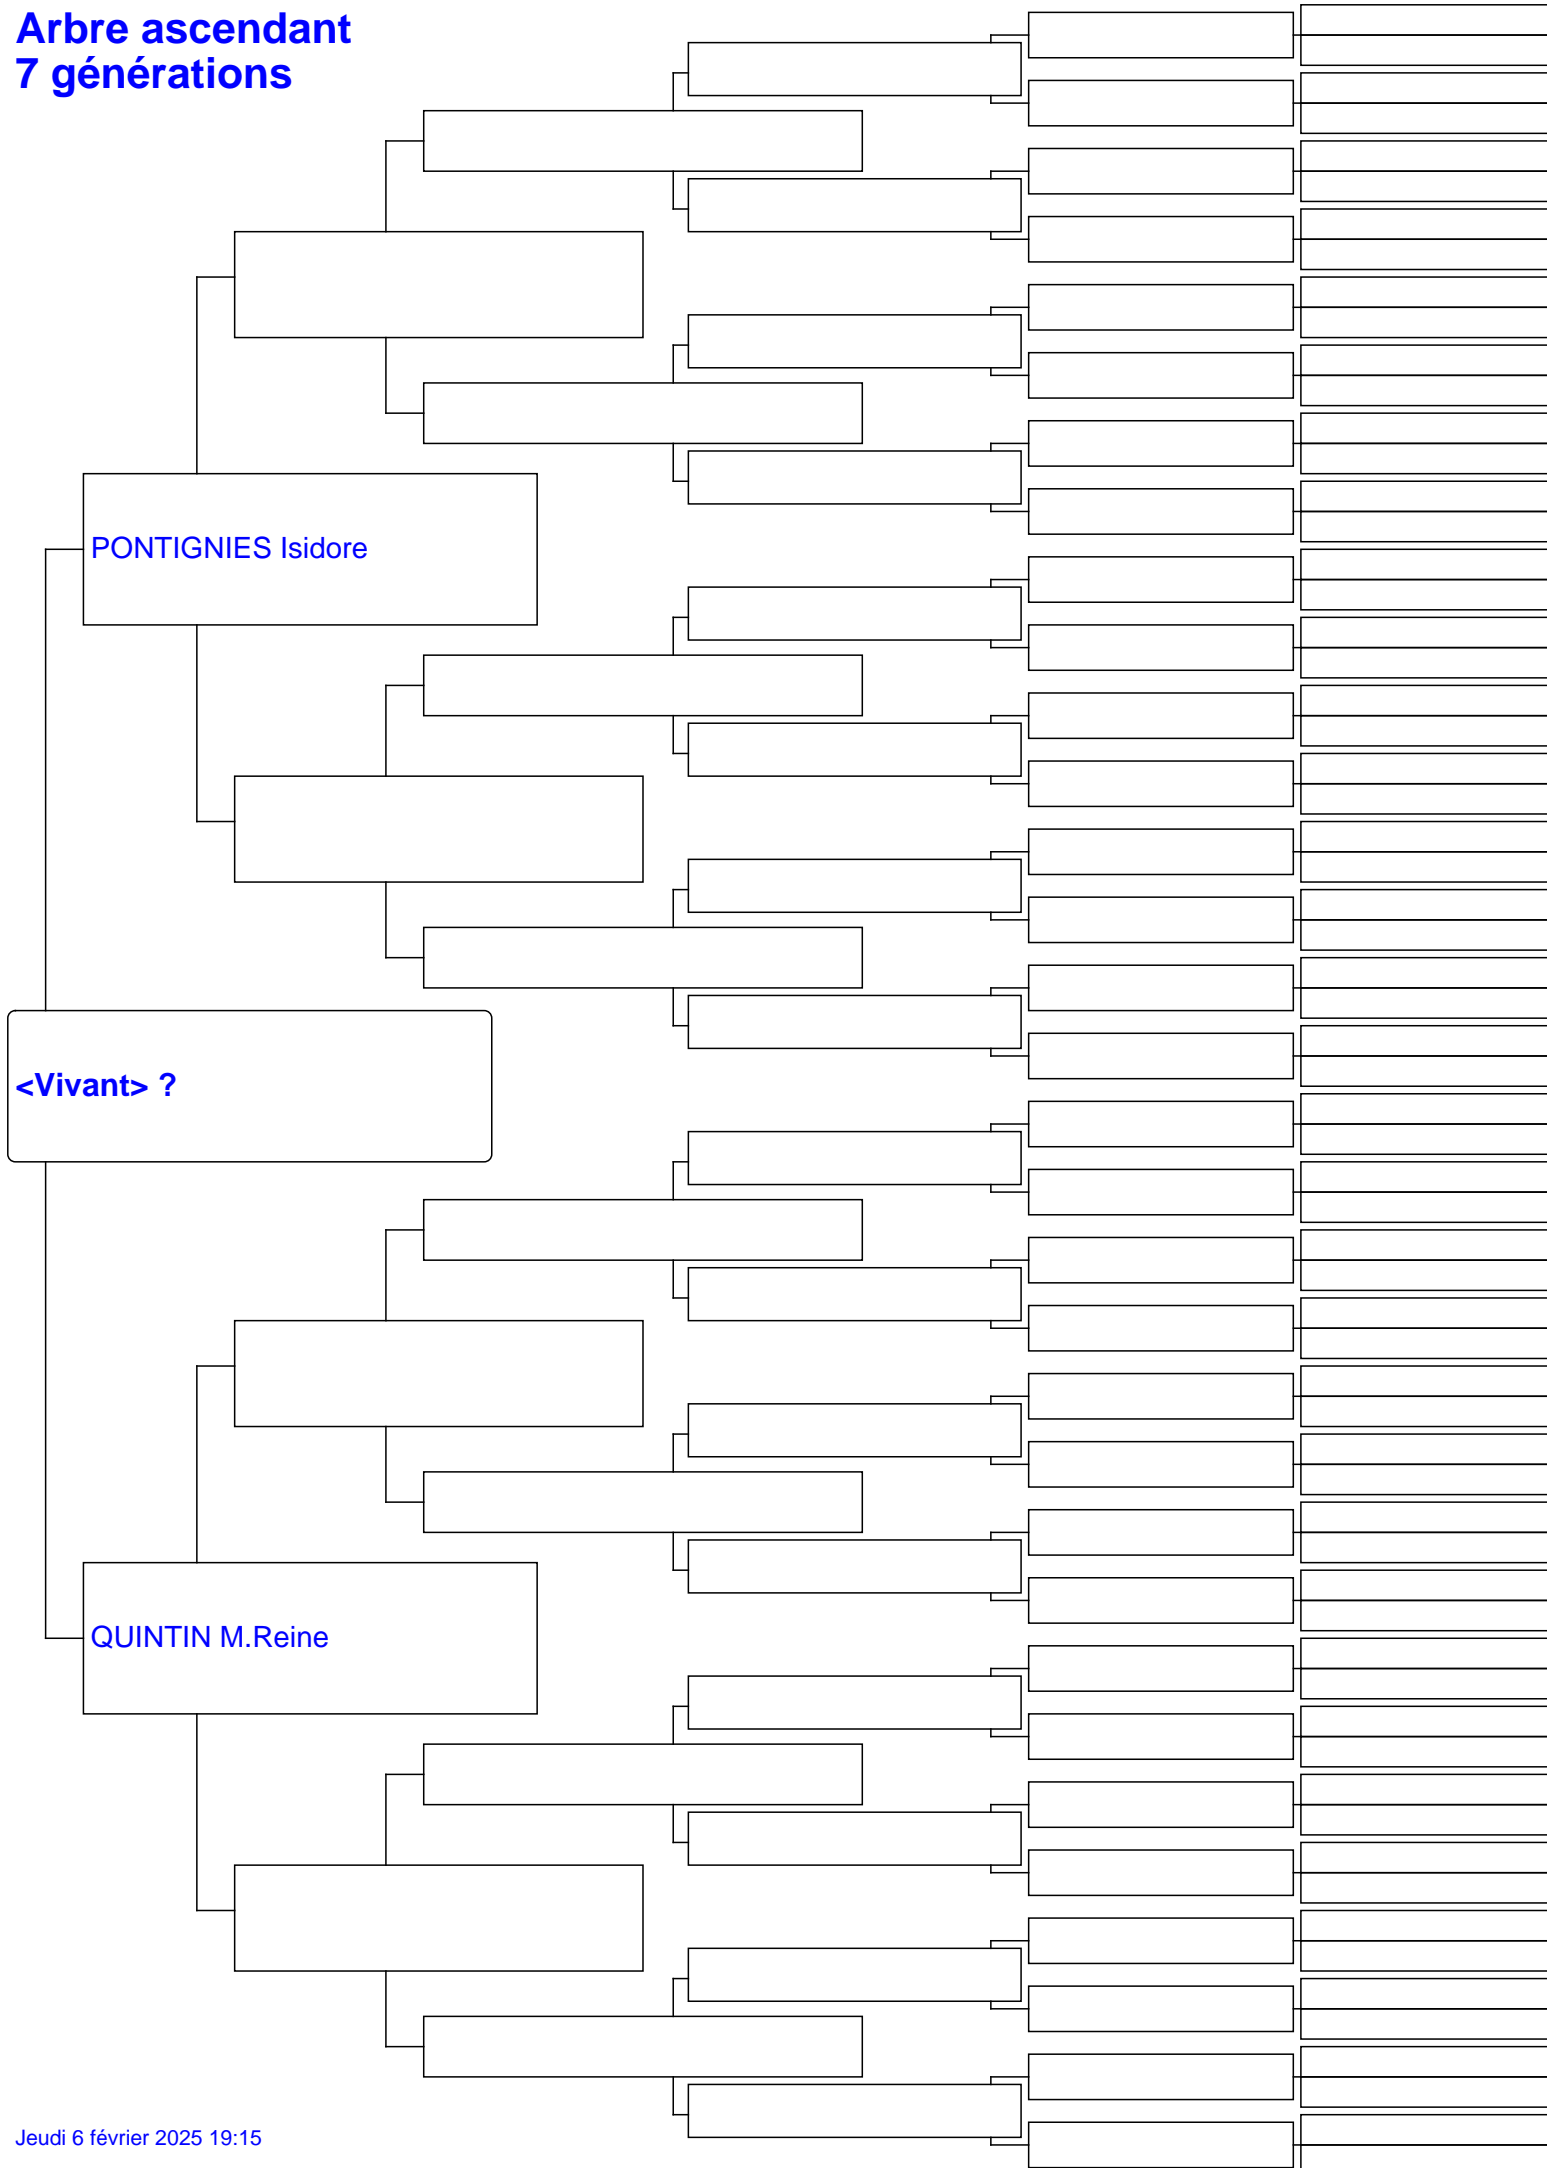 Arbre ascendant
7 générations
PONTIGNIES Isidore
<Vivant> ?
QUINTIN M.Reine
Jeudi 6 février 2025 19:15